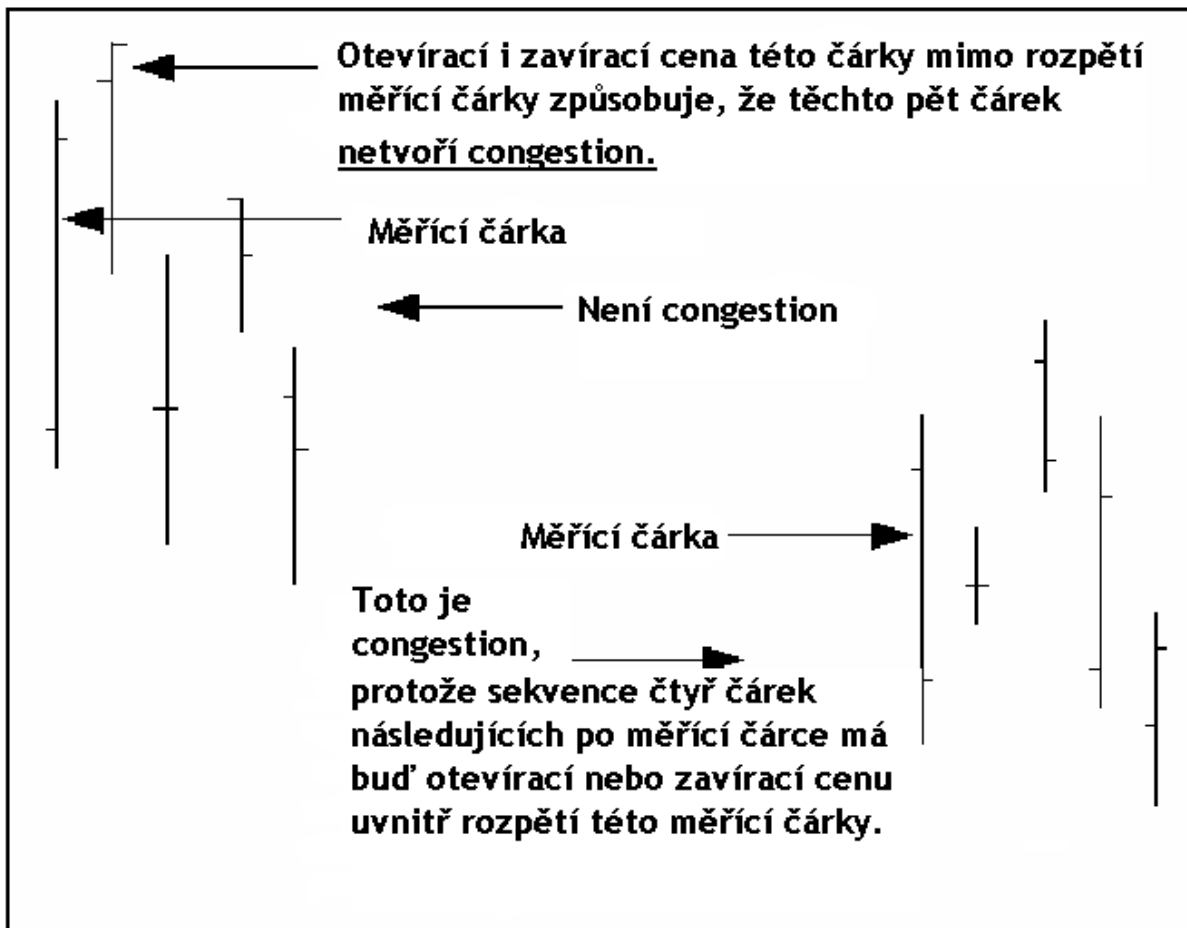 Otevírací i zavírací cena této čárky mimo rozpětí
měřící čárky způsobuje, že těchto pět čárek
netvoří congestion.
Měřící čárka
Není congestion
Měřící čárka
Toto je
congestion,
protože sekvence čtyř čárek
následujících po měřící čárce má
buď otevírací nebo zavírací cenu
uvnitř rozpětí této měřící čárky.